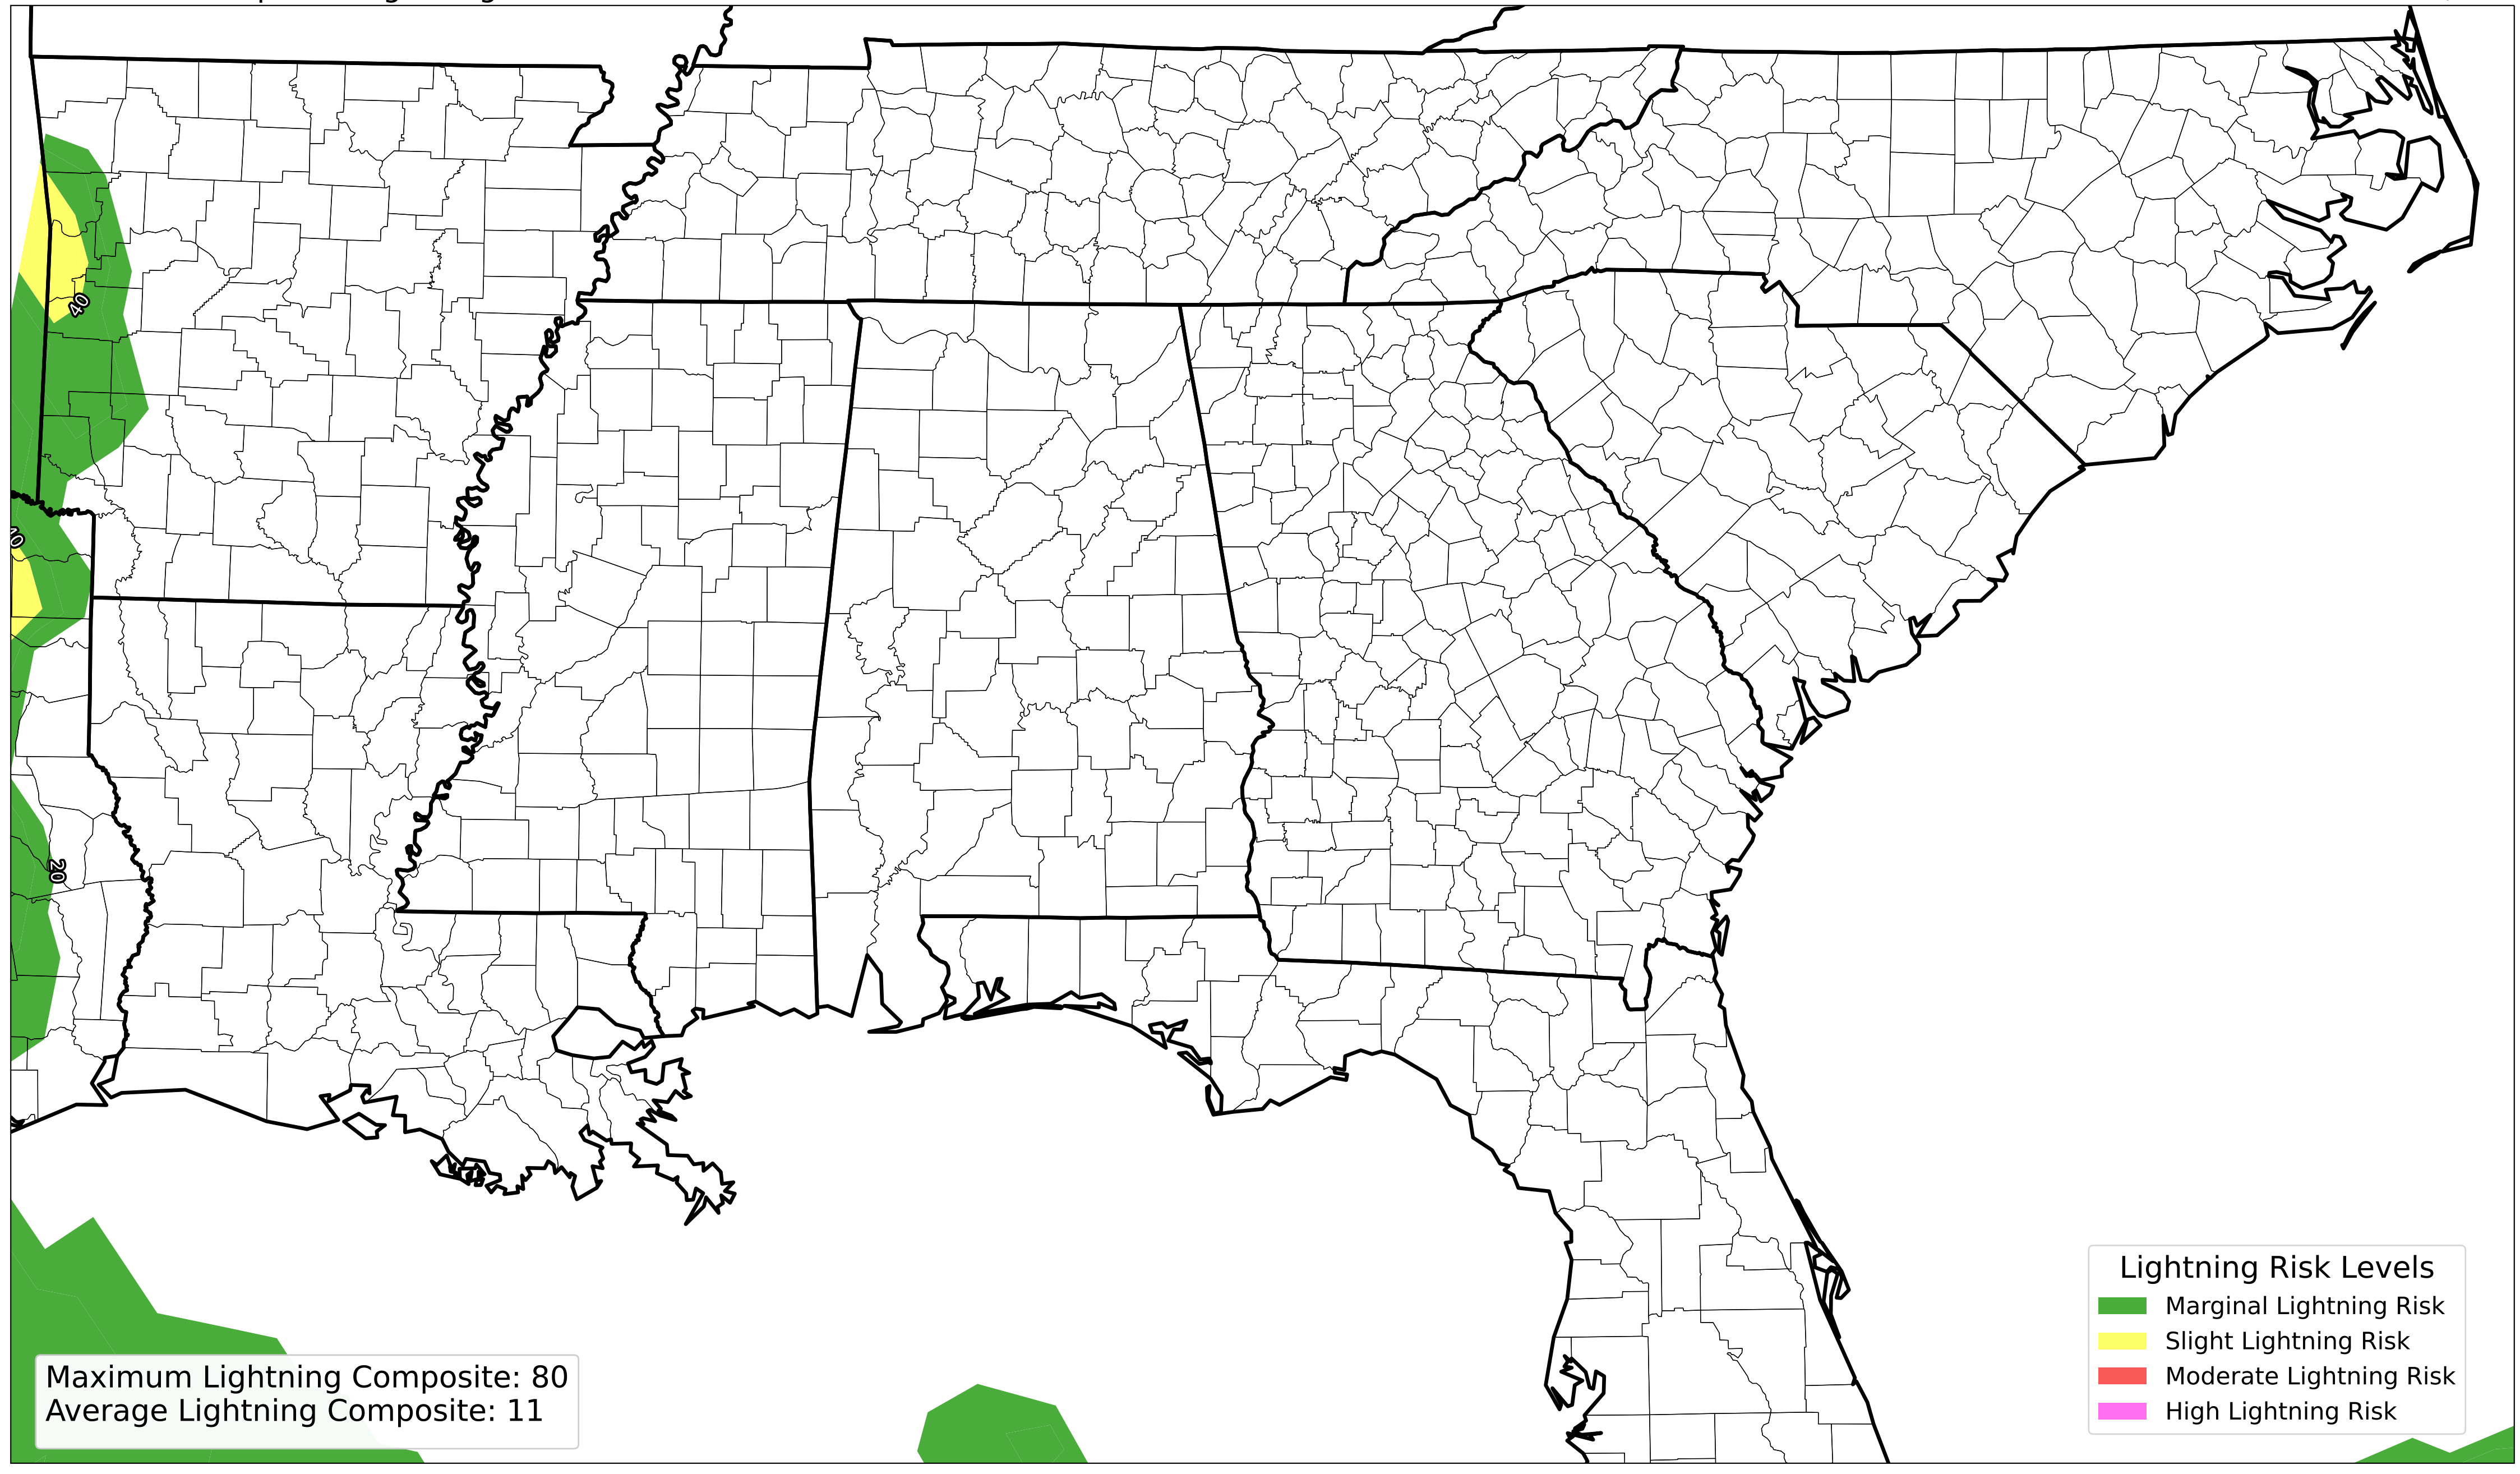 40
20
Maximum Lightning Composite: 80
Average Lightning Composite: 11
Lightning Risk Levels
Marginal Lightning Risk
Slight Lightning Risk
Moderate Lightning Risk
High Lightning Risk